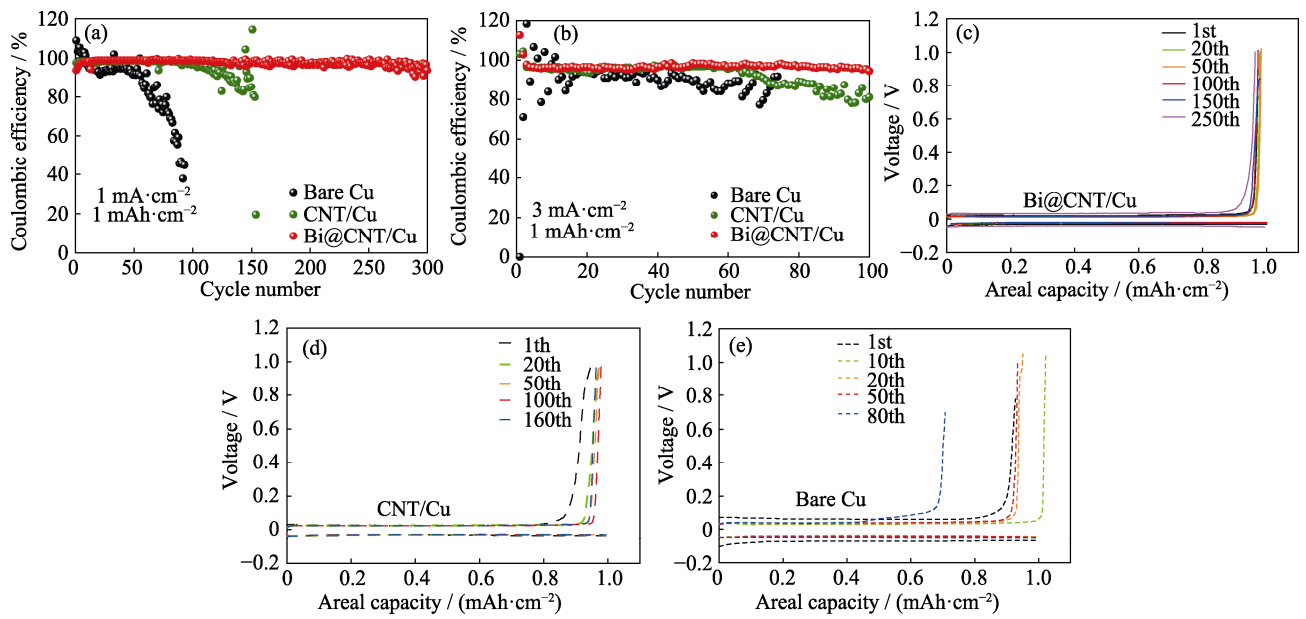 (a)
Coulombic efficiency / %
120
100
80
60
40
20
0
1 mA·cm−2
1 mAh·cm−2
Bare Cu
CNT/Cu
Bi@CNT/Cu
0 50 100 150 200 250 300
Cycle number
(b)
Coulombic efficiency / %
120
100
80
60
40
20
0
3 mA·cm−2
1 mAh·cm−2
Bare Cu
CNT/Cu
Bi@CNT/Cu
0 20 40 60 80 100
Cycle number
(c)
Voltage / V
1.2
1.0
0.8
0.6
0.4
0.2
0
−0.2
1st
20th
50th
100th
150th
250th
Bi@CNT/Cu
0 0.2 0.4 0.6 0.8 1.0
Areal capacity / (mAh·cm−2)
(d)
Voltage / V
1.2
1.0
0.8
0.6
0.4
0.2
0
−0.2
1th
20th
50th
100th
160th
CNT/Cu
0 0.2 0.4 0.6 0.8 1.0
Areal capacity / (mAh·cm−2)
(e)
Voltage / V
1.2
1.0
0.8
0.6
0.4
0.2
0
−0.2
1st
10th
20th
50th
80th
Bare Cu
0 0.2 0.4 0.6 0.8 1.0
Areal capacity / (mAh·cm−2)